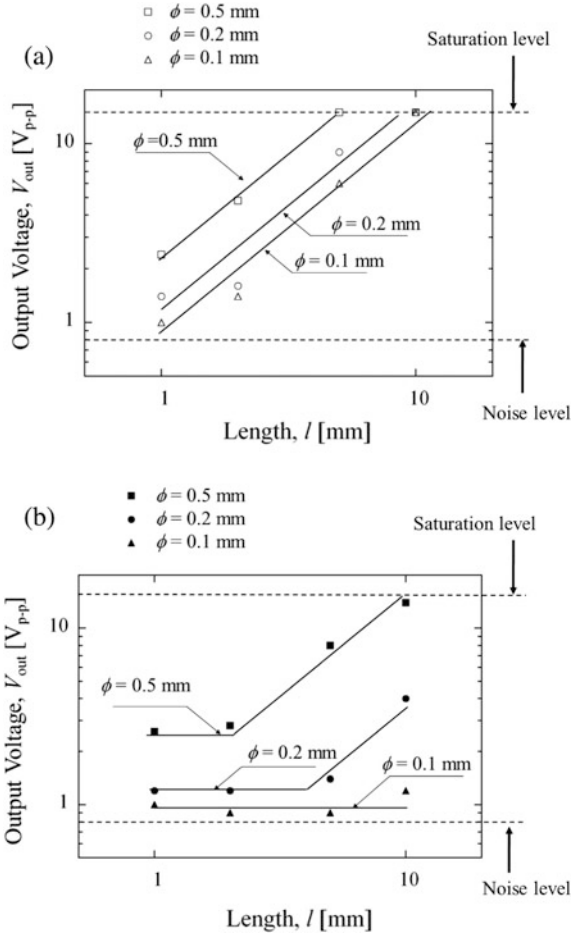 ϕ = 0.5 mm
ϕ = 0.2 mm
ϕ = 0.1 mm
Saturation level
(a)
Output Voltage, Vout [Vp-p]
10
1
ϕ=0.5 mm
ϕ = 0.2 mm
ϕ = 0.1 mm
1
10
Length, l [mm]
Noise level
ϕ = 0.5 mm
ϕ = 0.2 mm
ϕ = 0.1 mm
(b)
Saturation level
Output Voltage, Vout [Vp-p]
10
1
ϕ = 0.5 mm
ϕ = 0.2 mm
ϕ = 0.1 mm
1
10
Length, l [mm]
Noise level